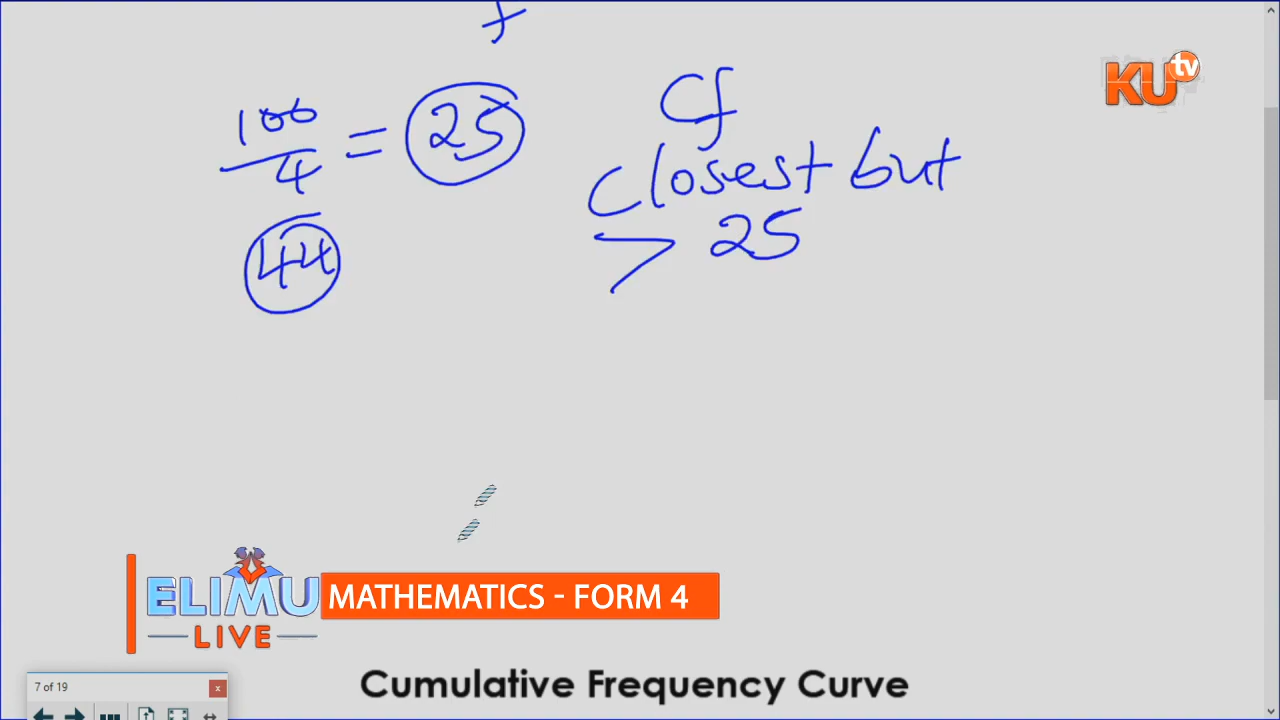 Cf
100/4 = 25
closest but
> 25
44
KU tv
ELIMU
LIVE
MATHEMATICS - FORM 4
7 of 19
x
Cumulative Frequency Curve